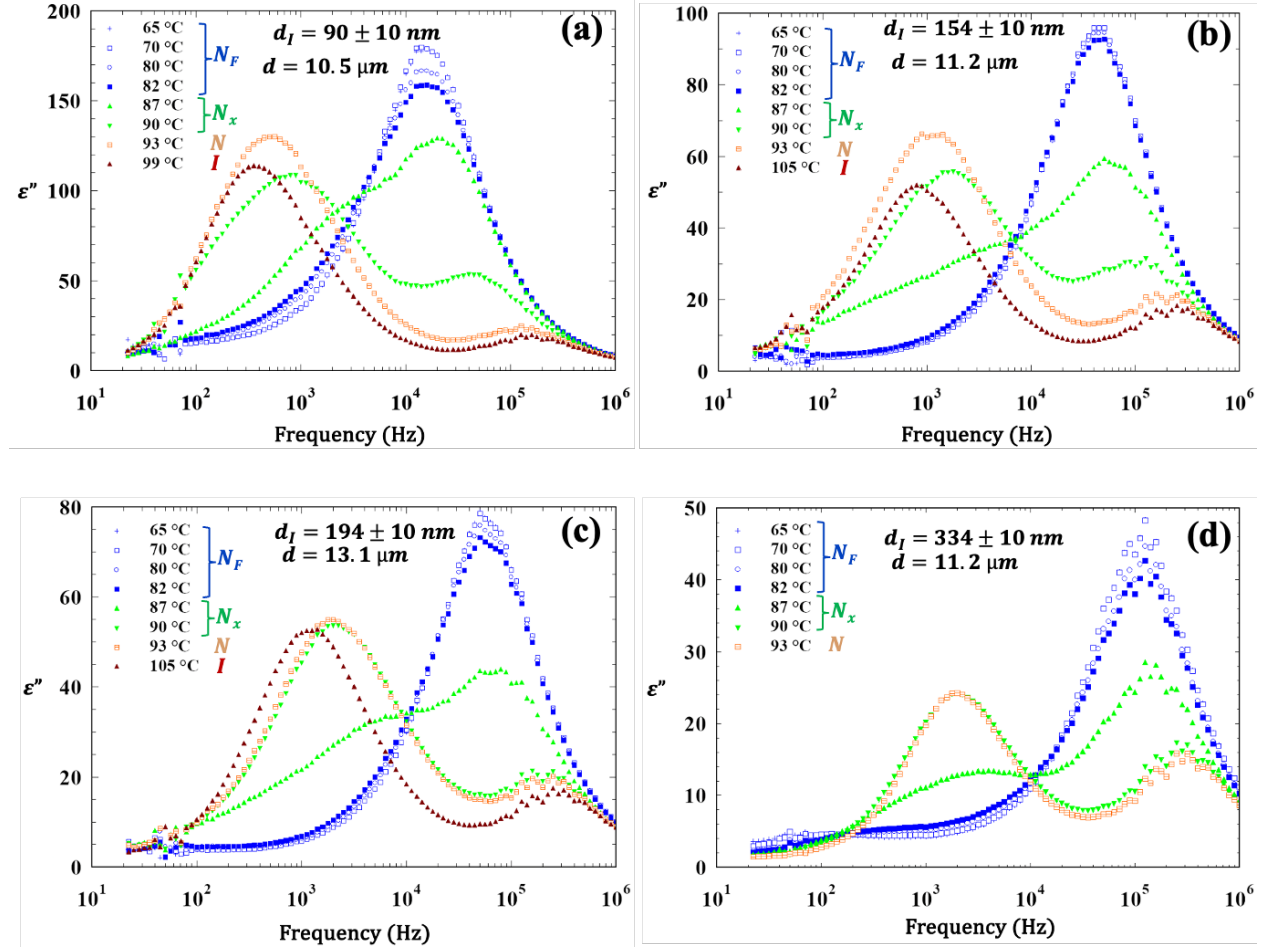 (a)
d_I = 90 ± 10 nm
d = 10.5 μm
65 °C
70 °C
80 °C
82 °C
N_F
87 °C
90 °C
N_x
93 °C N
99 °C I
200
150
100
50
0
ε”
10^1 10^2 10^3 10^4 10^5 10^6
Frequency (Hz)
(b)
d_I = 154 ± 10 nm
d = 11.2 μm
65 °C
70 °C
80 °C
82 °C
N_F
87 °C
90 °C
N_x
93 °C N
105 °C I
100
80
60
40
20
0
ε”
10^1 10^2 10^3 10^4 10^5 10^6
Frequency (Hz)
(c)
d_I = 194 ± 10 nm
d = 13.1 μm
65 °C
70 °C
80 °C
82 °C
N_F
87 °C
90 °C
N_x
93 °C N
105 °C I
80
60
40
20
0
ε”
10^1 10^2 10^3 10^4 10^5 10^6
Frequency (Hz)
(d)
d_I = 334 ± 10 nm
d = 11.2 μm
65 °C
70 °C
80 °C
82 °C
N_F
87 °C
90 °C
N_x
93 °C N
50
40
30
20
10
0
ε”
10^1 10^2 10^3 10^4 10^5 10^6
Frequency (Hz)